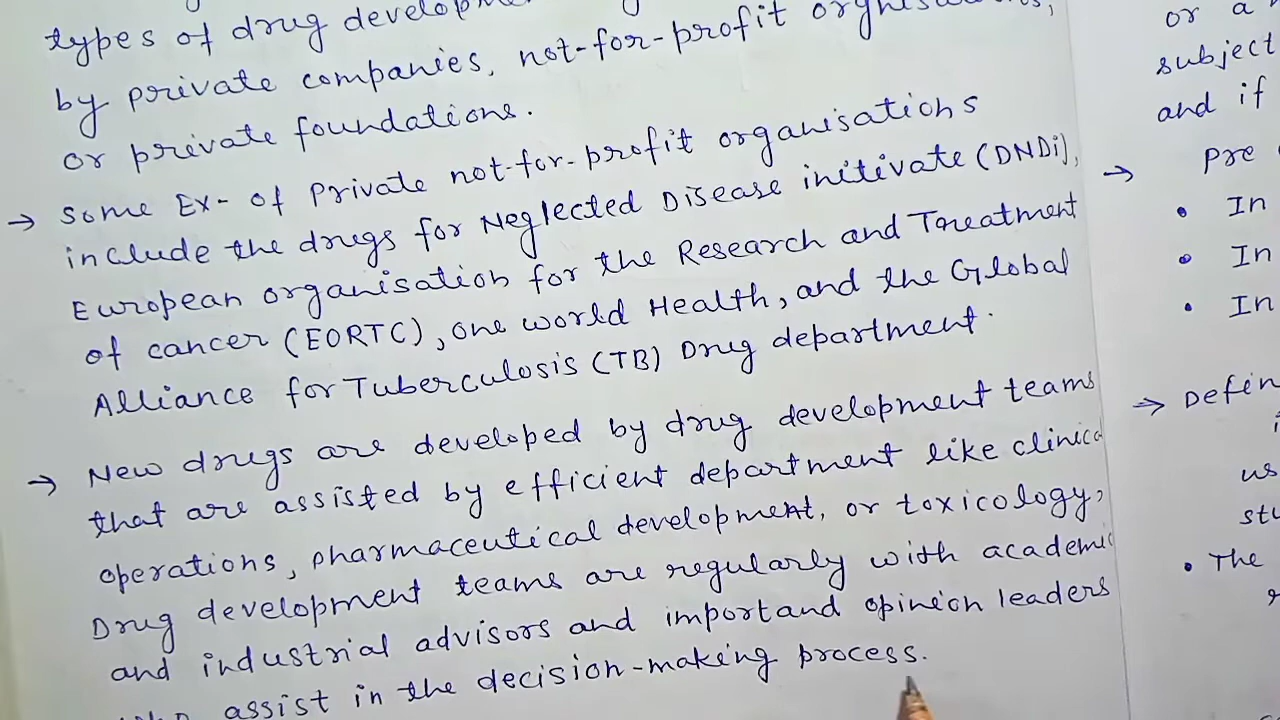 types of drug
by private companies, not-for-profit
or private foundations.
→ Some Ex- of Private not-for-profit organisations
include the drugs for Neglected Disease initivate (DNDi),
European organisation for the Research and Treatment
of cancer (EORTC), one world Health, and the Global
Alliance for Tuberculosis (TB) Drug department.
→ New drugs are developed by drug development teams
that are assisted by efficient department like clinica
operations, pharmaceutical development, or toxicology,
Drug development teams are regularly with academic
and industrial advisors and importand opinion leaders
assist in the decision-making process.
or a
subject
and if
→ Pre
• In
• In
• In
→ Defin
us
stu
• The